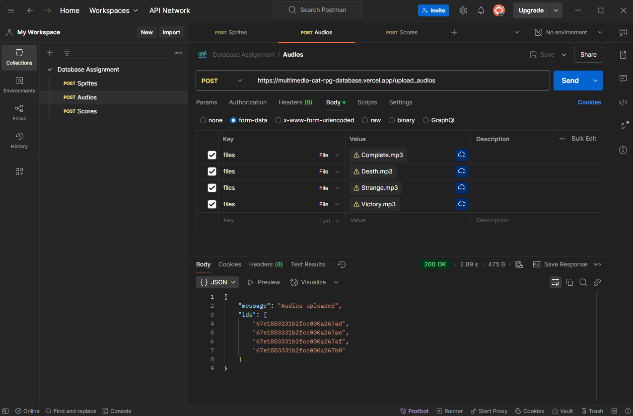 Home Workspaces API Network Search Postman Invite Upgrade
My Workspace New Import POST Sprites POST Audios POST Scores No environment
Collections
Environments
Flows
History
Database Assignment
POST Sprites
POST Audios
POST Scores
Database Assignment / Audios Save Share
POST https://multimedia-cat-rpg-database.vercel.app/upload_audios Send
Params Authorization Headers (8) Body Scripts Settings Cookies
none form-data x-www-form-urlencoded raw binary GraphQl
Key Value Description Bulk Edit
files File Complete.mp3
files File Death.mp3
files File Strange.mp3
files File Victory.mp3
Key Text Value Description
Body Cookies Headers (8) Test Results 200 OK 2.89 s 475 B Save Response
{} JSON Preview Visualize
1 {
2 "message": "Audios uploaded",
3 "ids": [
4
5
6
7
8 ]
9 }
Online Find and replace Console Postbot Runner Start Proxy Cookies Vault Trash